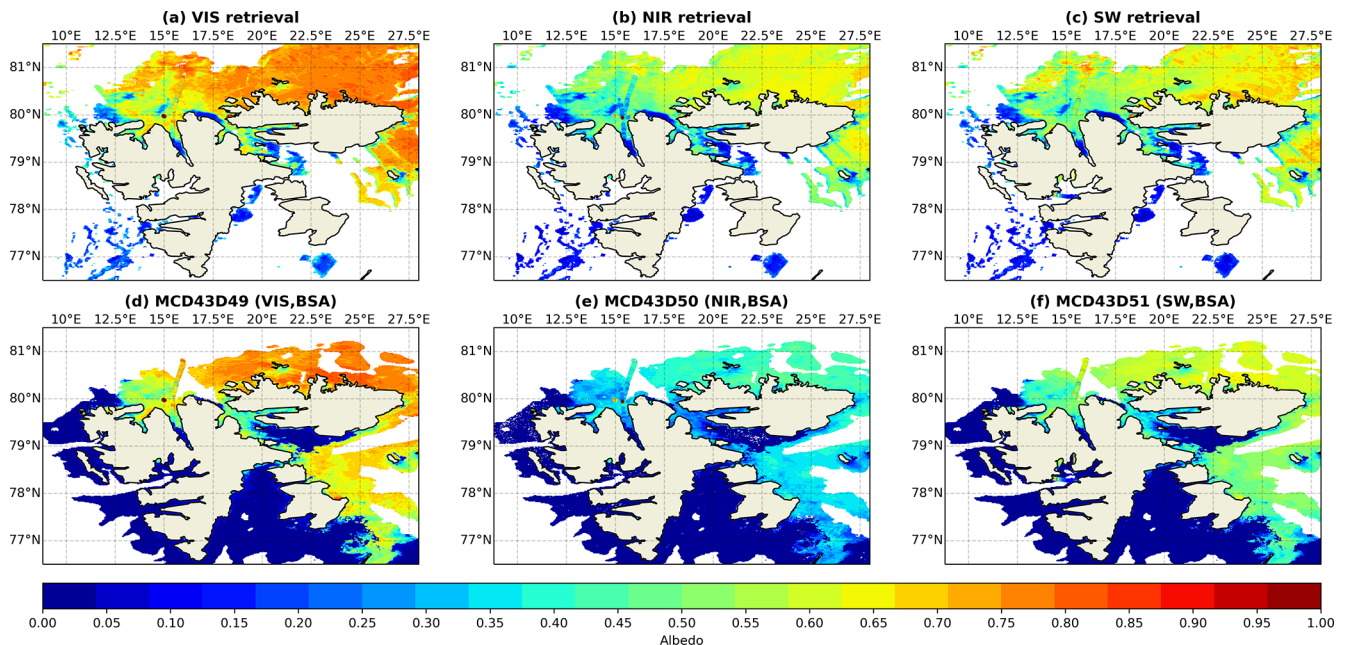 (a) VIS retrieval
(b) NIR retrieval
(c) SW retrieval
10°E 12.5°E 15°E 17.5°E 20°E 22.5°E 25°E 27.5°E
10°E 12.5°E 15°E 17.5°E 20°E 22.5°E 25°E 27.5°E
10°E 12.5°E 15°E 17.5°E 20°E 22.5°E 25°E 27.5°E
81°N
80°N
79°N
78°N
77°N
81°N
80°N
79°N
78°N
77°N
81°N
80°N
79°N
78°N
77°N
(d) MCD43D49 (VIS,BSA)
(e) MCD43D50 (NIR,BSA)
(f) MCD43D51 (SW,BSA)
10°E 12.5°E 15°E 17.5°E 20°E 22.5°E 25°E 27.5°E
10°E 12.5°E 15°E 17.5°E 20°E 22.5°E 25°E 27.5°E
10°E 12.5°E 15°E 17.5°E 20°E 22.5°E 25°E 27.5°E
81°N
80°N
79°N
78°N
77°N
81°N
80°N
79°N
78°N
77°N
81°N
80°N
79°N
78°N
77°N
0.00 0.05 0.10 0.15 0.20 0.25 0.30 0.35 0.40 0.45 0.50 0.55 0.60 0.65 0.70 0.75 0.80 0.85 0.90 0.95 1.00
Albedo